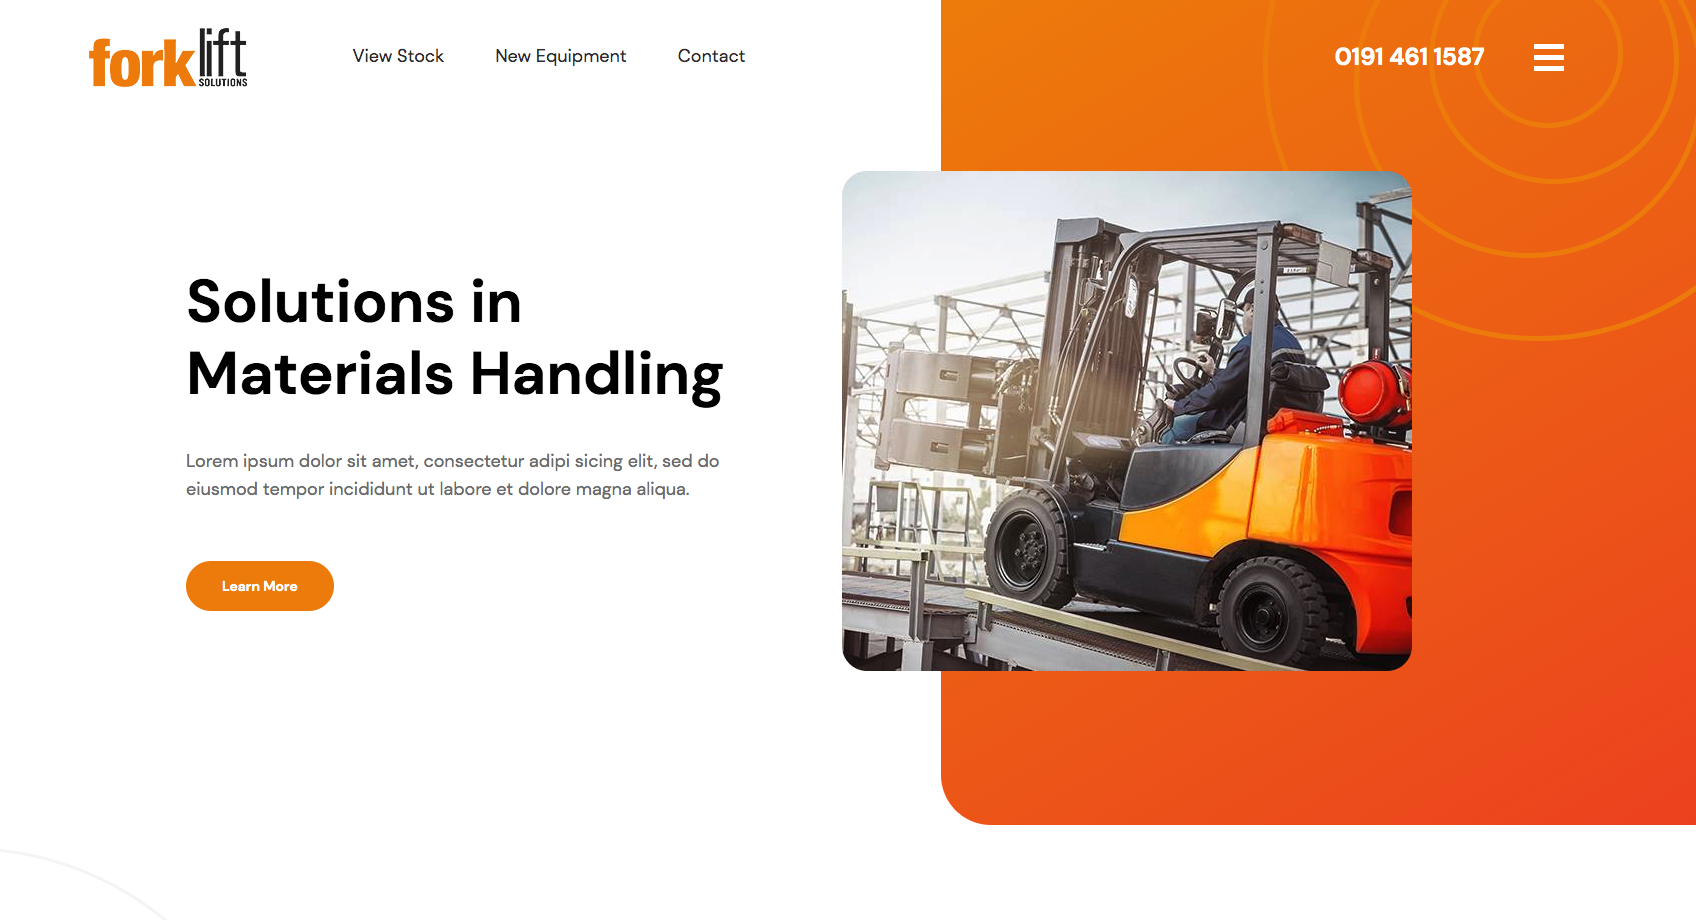 forklift
SOLUTIONS
View Stock
New Equipment
Contact
0191 461 1587
Solutions in
Materials Handling
Lorem ipsum dolor sit amet, consectetur adipi sicing elit, sed do
eiusmod tempor incididunt ut labore et dolore magna aliqua.
Learn More